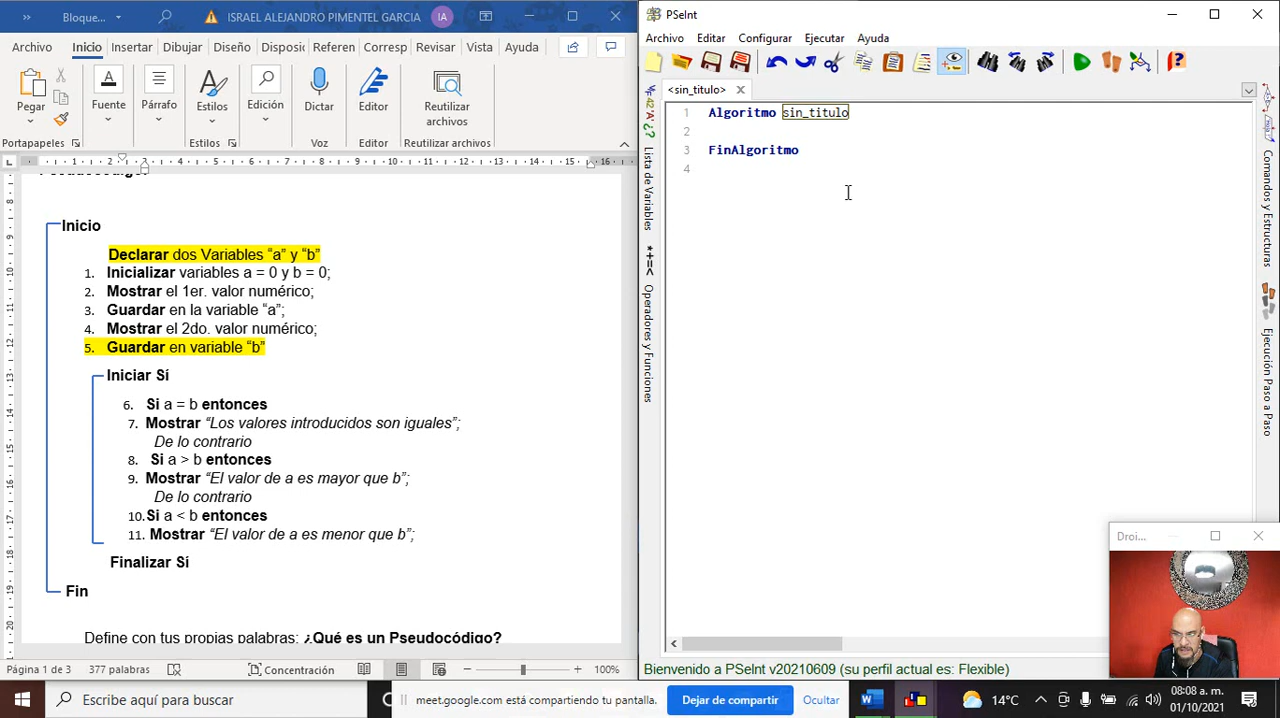 Bloque...
ISRAEL ALEJANDRO PIMENTEL GARCIA
IA
Archivo Inicio Insertar Dibujar Diseño Disposic Referen Corresp Revisar Vista Ayuda
Pegar
Fuente
Párrafo
Estilos
Edición
Dictar
Editor
Reutilizar
archivos
Portapapeles
Estilos
Voz
Editor
Reutilizar archivos
Inicio
Declarar dos Variables “a” y “b”
1. Inicializar variables a = 0 y b = 0;
2. Mostrar el 1er. valor numérico;
3. Guardar en la variable “a”;
4. Mostrar el 2do. valor numérico;
5. Guardar en variable “b”
Iniciar Sí
6. Si a = b entonces
7. Mostrar “Los valores introducidos son iguales”;
De lo contrario
8. Si a > b entonces
9. Mostrar “El valor de a es mayor que b”;
De lo contrario
10. Si a < b entonces
11. Mostrar “El valor de a es menor que b”;
Finalizar Sí
Fin
Define con tus propias palabras: ¿Qué es un Pseudocódigo?
Página 1 de 3 377 palabras Concentración 100%
PSeInt
Archivo Editar Configurar Ejecutar Ayuda
<sin_titulo>
1 Algoritmo sin_titulo
2
3 FinAlgoritmo
4
Lista de Variables
Operadores y Funciones
Comandos y Estructuras
Ejecución Paso a Paso
Droi...
Bienvenido a PSeInt v20210609 (su perfil actual es: Flexible)
Escribe aquí para buscar
meet.google.com está compartiendo tu pantalla.
Dejar de compartir
Ocultar
14°C
08:08 a. m.
01/10/2021